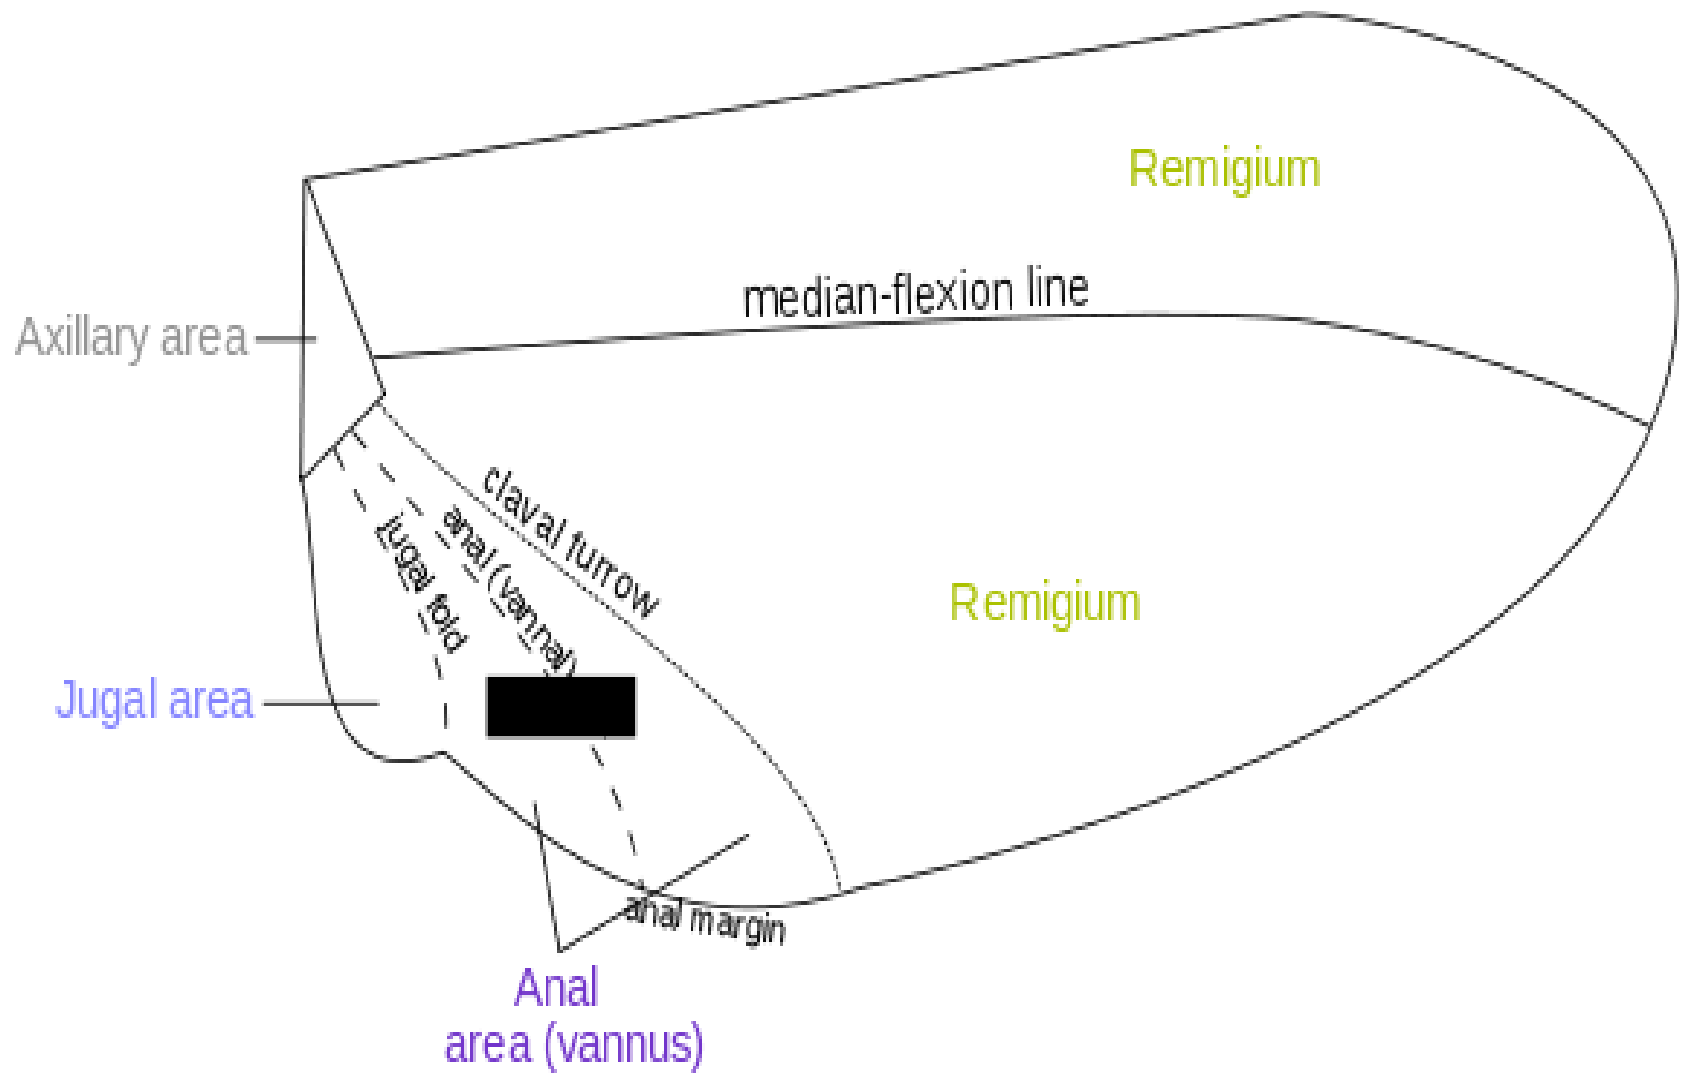 Remigium
median-flexion line
Axillary area
claval furrow
anal (vannal)
jugal fold
Remigium
Jugal area
anal margin
Anal
area (vannus)